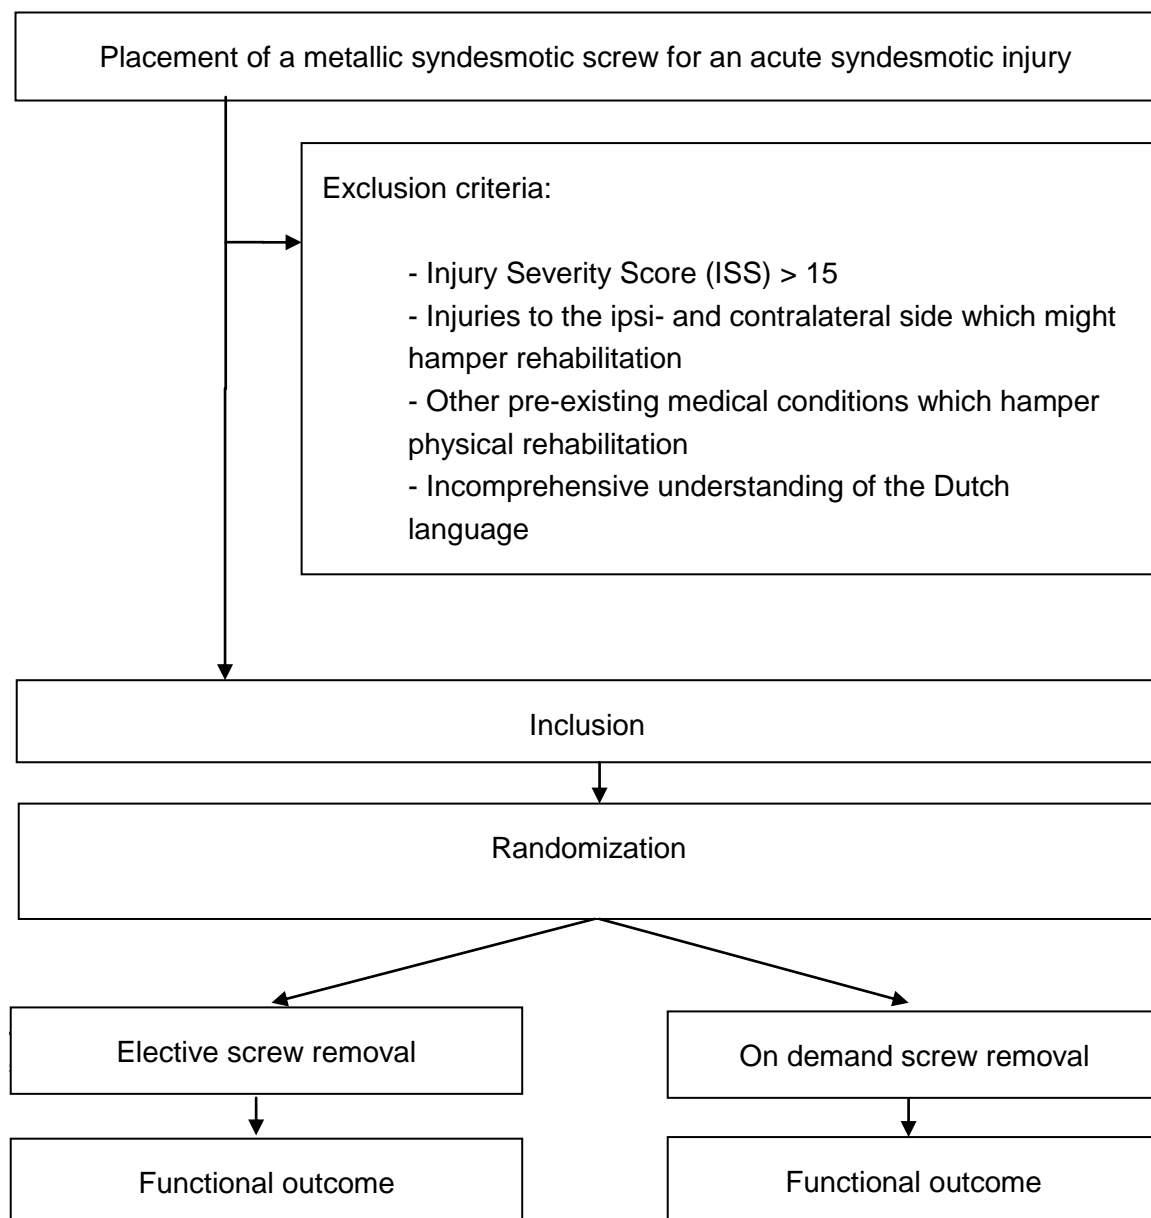 Placement of a metallic syndesmotic screw for an acute syndesmotic injury
Exclusion criteria:
- Injury Severity Score (ISS) > 15
- Injuries to the ipsi- and contralateral side which might
hamper rehabilitation
- Other pre-existing medical conditions which hamper
physical rehabilitation
- Incomprehensive understanding of the Dutch
language
Inclusion
Randomization
Elective screw removal
On demand screw removal
Functional outcome
Functional outcome